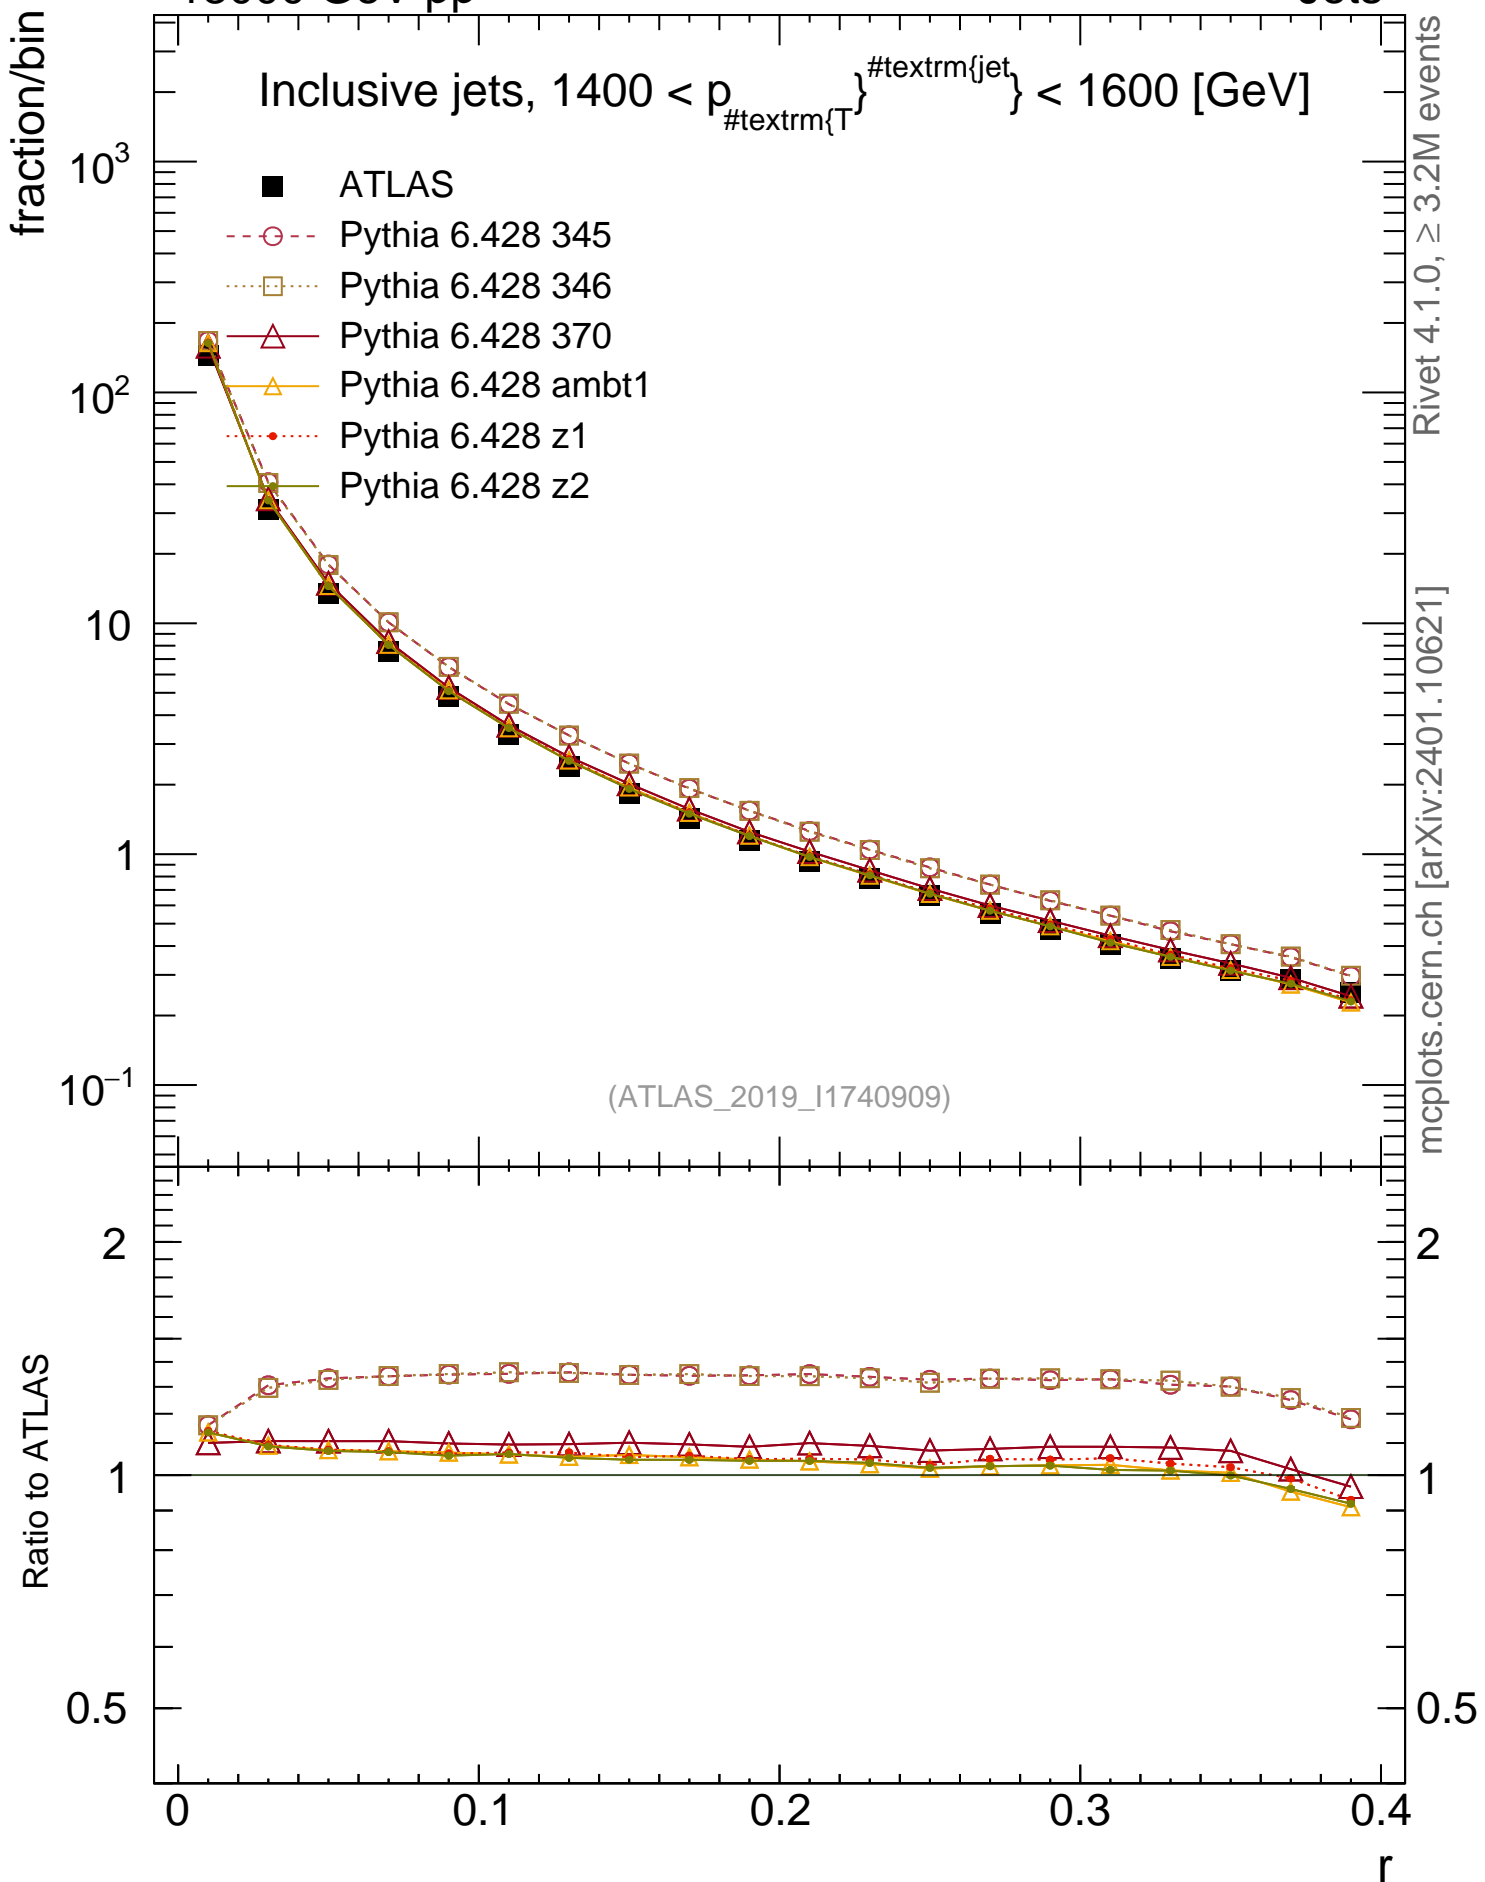 fraction/bin
Inclusive jets, 1400 < p_{#textrm{T}}^{#textrm{jet}} < 1600 [GeV]
ATLAS
Pythia 6.428 345
Pythia 6.428 346
Pythia 6.428 370
Pythia 6.428 ambt1
Pythia 6.428 z1
Pythia 6.428 z2
10³
10²
10
1
10⁻¹
(ATLAS_2019_I1740909)
Rivet 4.1.0, ≥ 3.2M events
mcplots.cern.ch [arXiv:2401.10621]
Ratio to ATLAS
2
1
0.5
2
1
0.5
0 0.1 0.2 0.3 0.4
r